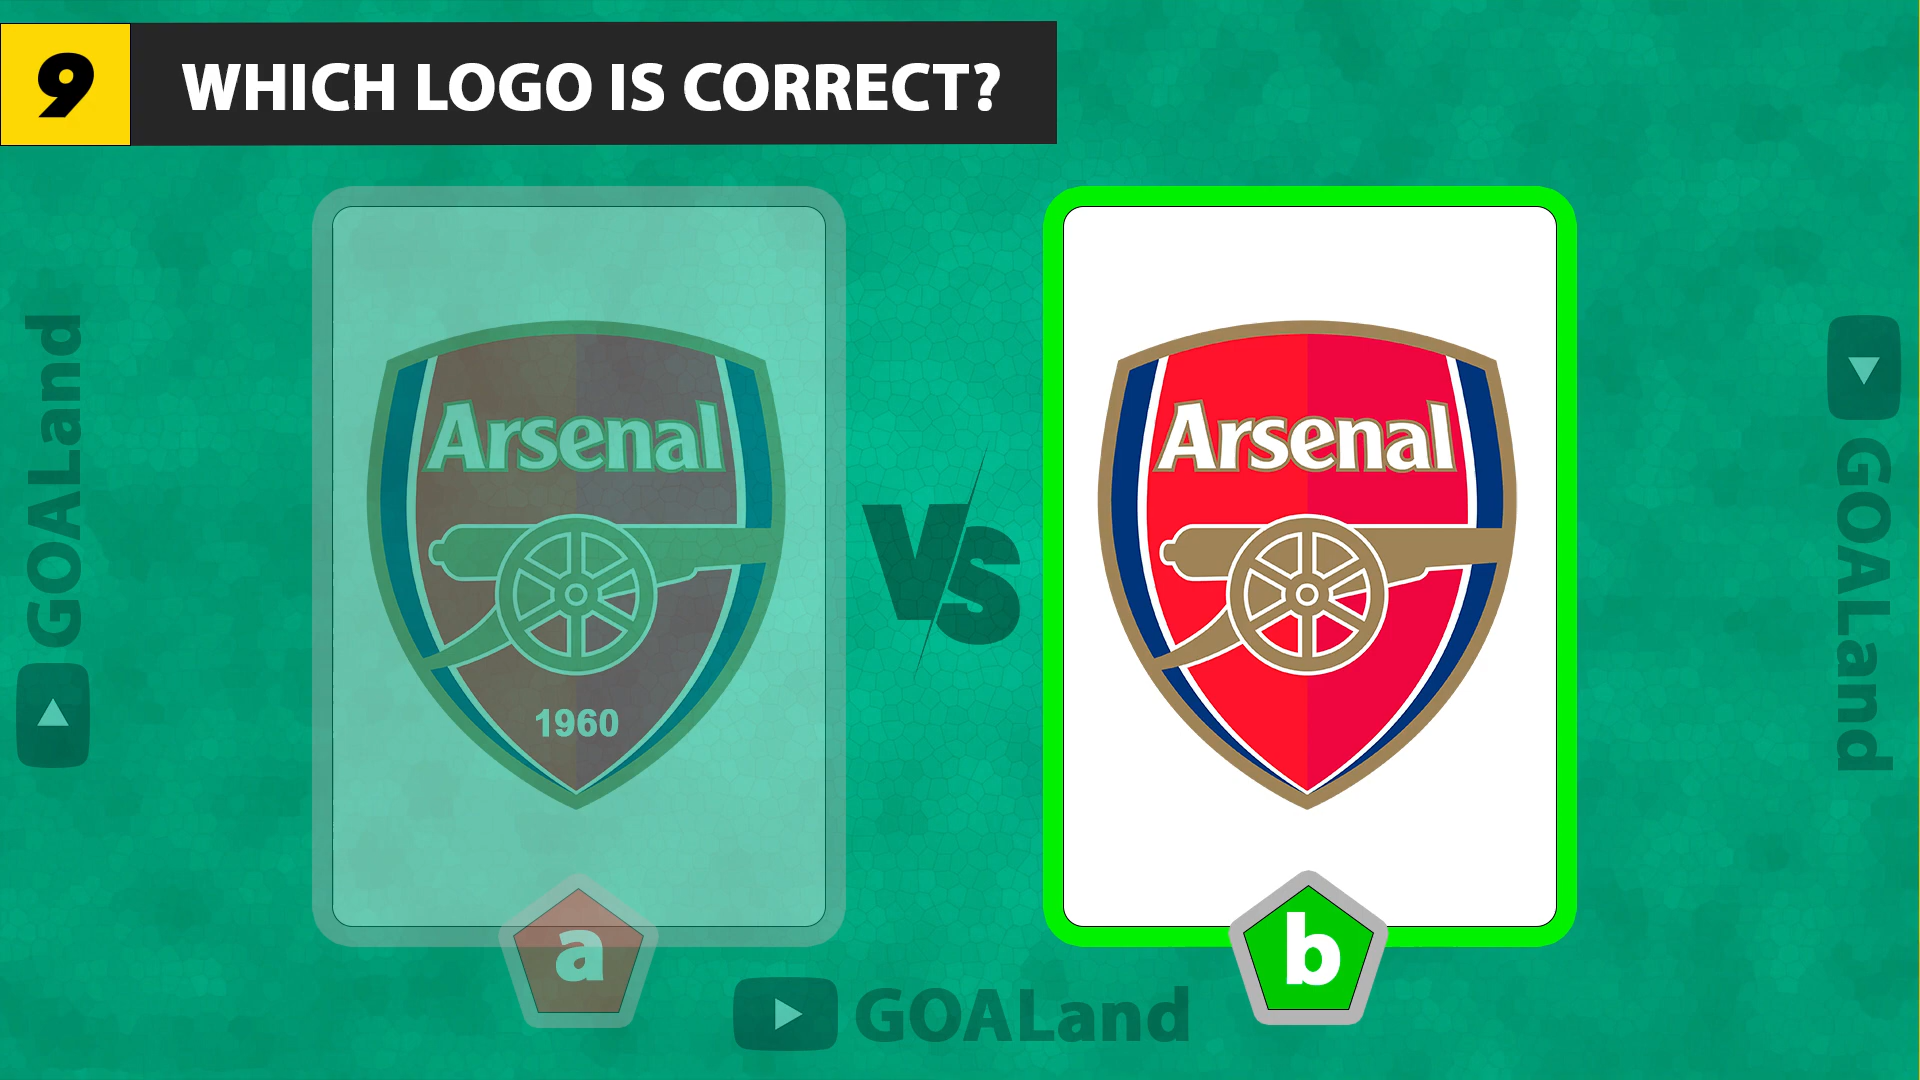 9
WHICH LOGO IS CORRECT?
Arsenal
1960
a
VS
Arsenal
b
GOALand
GOALand
GOALand